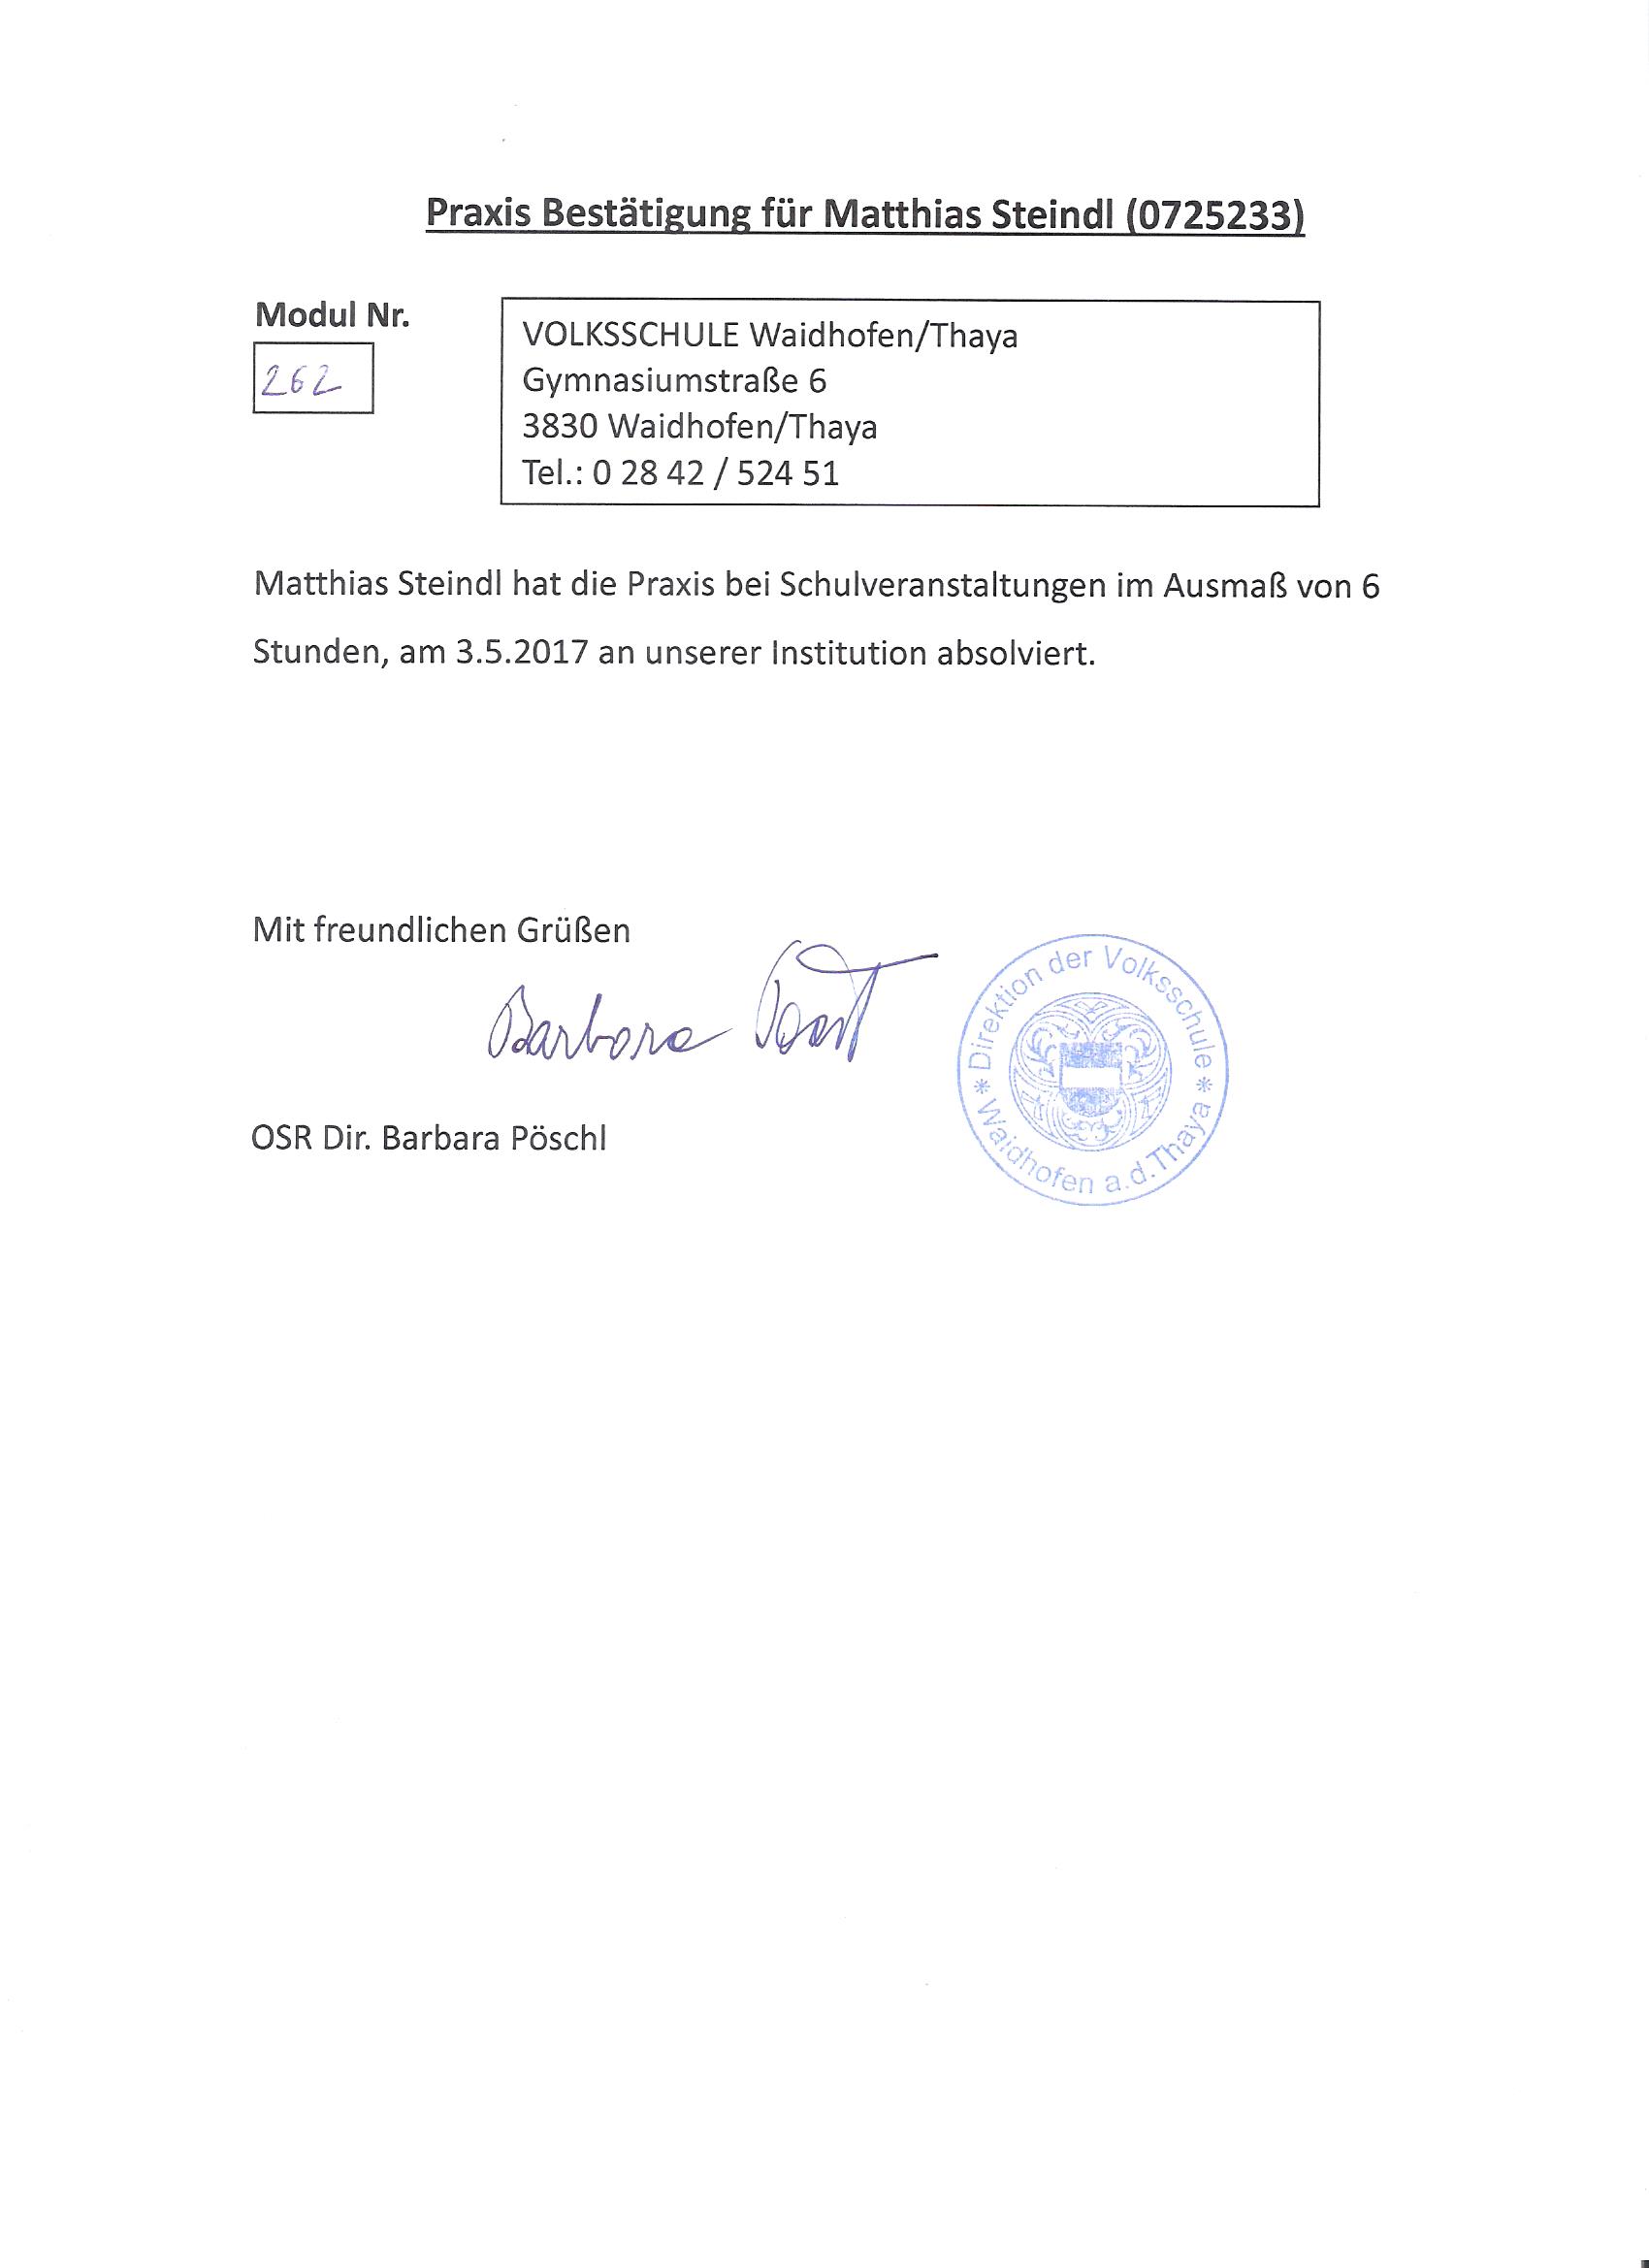 Praxis Bestätigung für Matthias Steindl (0725233)
Modul Nr.
262
VOLKSSCHULE Waidhofen/Thaya
Gymnasiumstraße 6
3830 Waidhofen/Thaya
Tel.: 0 28 42 / 524 51
Matthias Steindl hat die Praxis bei Schulveranstaltungen im Ausmaß von 6
Stunden, am 3.5.2017 an unserer Institution absolviert.
Mit freundlichen Grüßen
Barbara
Direktion der Volksschule
* Waidhofen a.d.Thaya *
OSR Dir. Barbara Pöschl